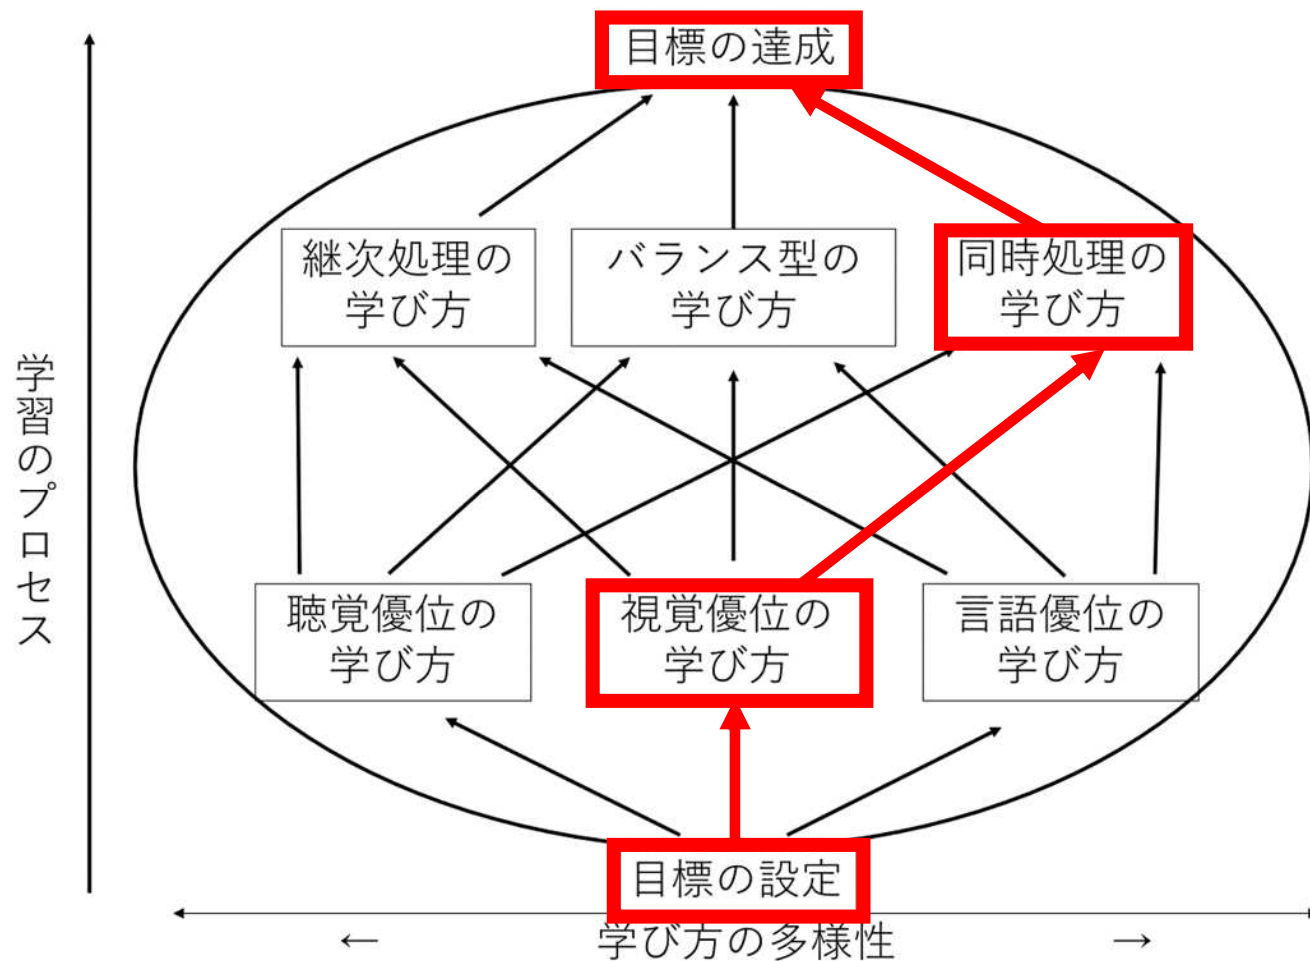 目標の達成
継次処理の
学び方
バランス型の
学び方
同時処理の
学び方
学習のプロセス
聴覚優位の
学び方
視覚優位の
学び方
言語優位の
学び方
目標の設定
← 学び方の多様性 →